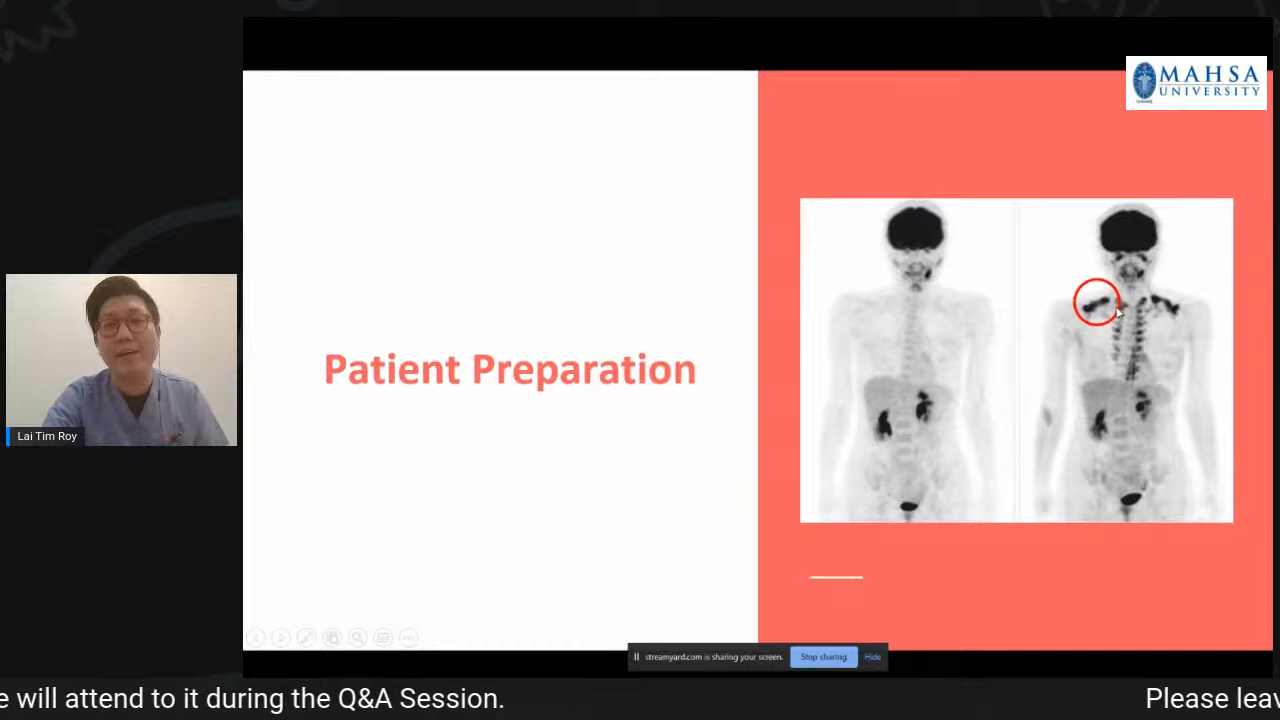 MAHSA
UNIVERSITY
Patient Preparation
Lai Tim Roy
streamyard.com is sharing your screen.
Stop sharing
Hide
e will attend to it during the Q&A Session.
Please leav